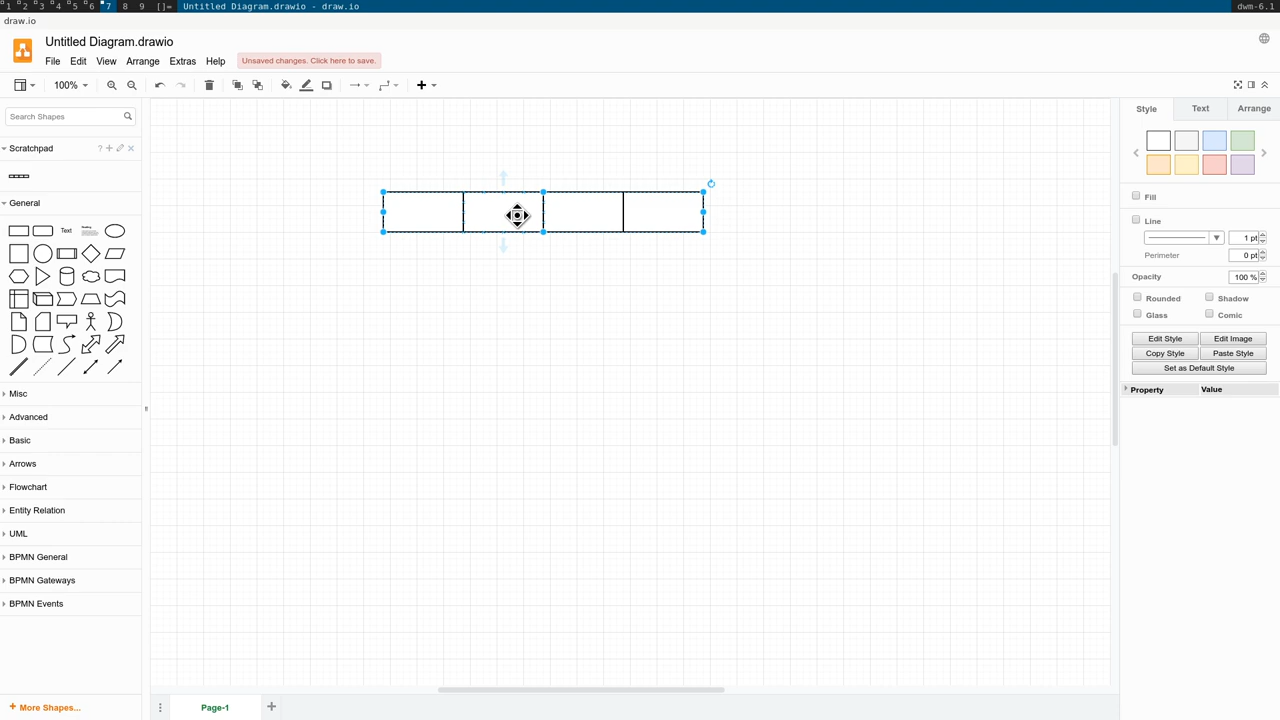 1 2 3 4 5 6 7 8 9 []= Untitled Diagram.drawio - draw.io dwm-6.1
draw.io
Untitled Diagram.drawio
File Edit View Arrange Extras Help Unsaved changes. Click here to save.
100%
Search Shapes
Style Text Arrange
Scratchpad
?
General
Text
Heading
Fill
Line
1 pt
Perimeter 0 pt
Opacity 100 %
Rounded Shadow
Glass Comic
Edit Style Edit Image
Copy Style Paste Style
Set as Default Style
Property Value
Misc
Advanced
Basic
Arrows
Flowchart
Entity Relation
UML
BPMN General
BPMN Gateways
BPMN Events
+ More Shapes...
Page-1